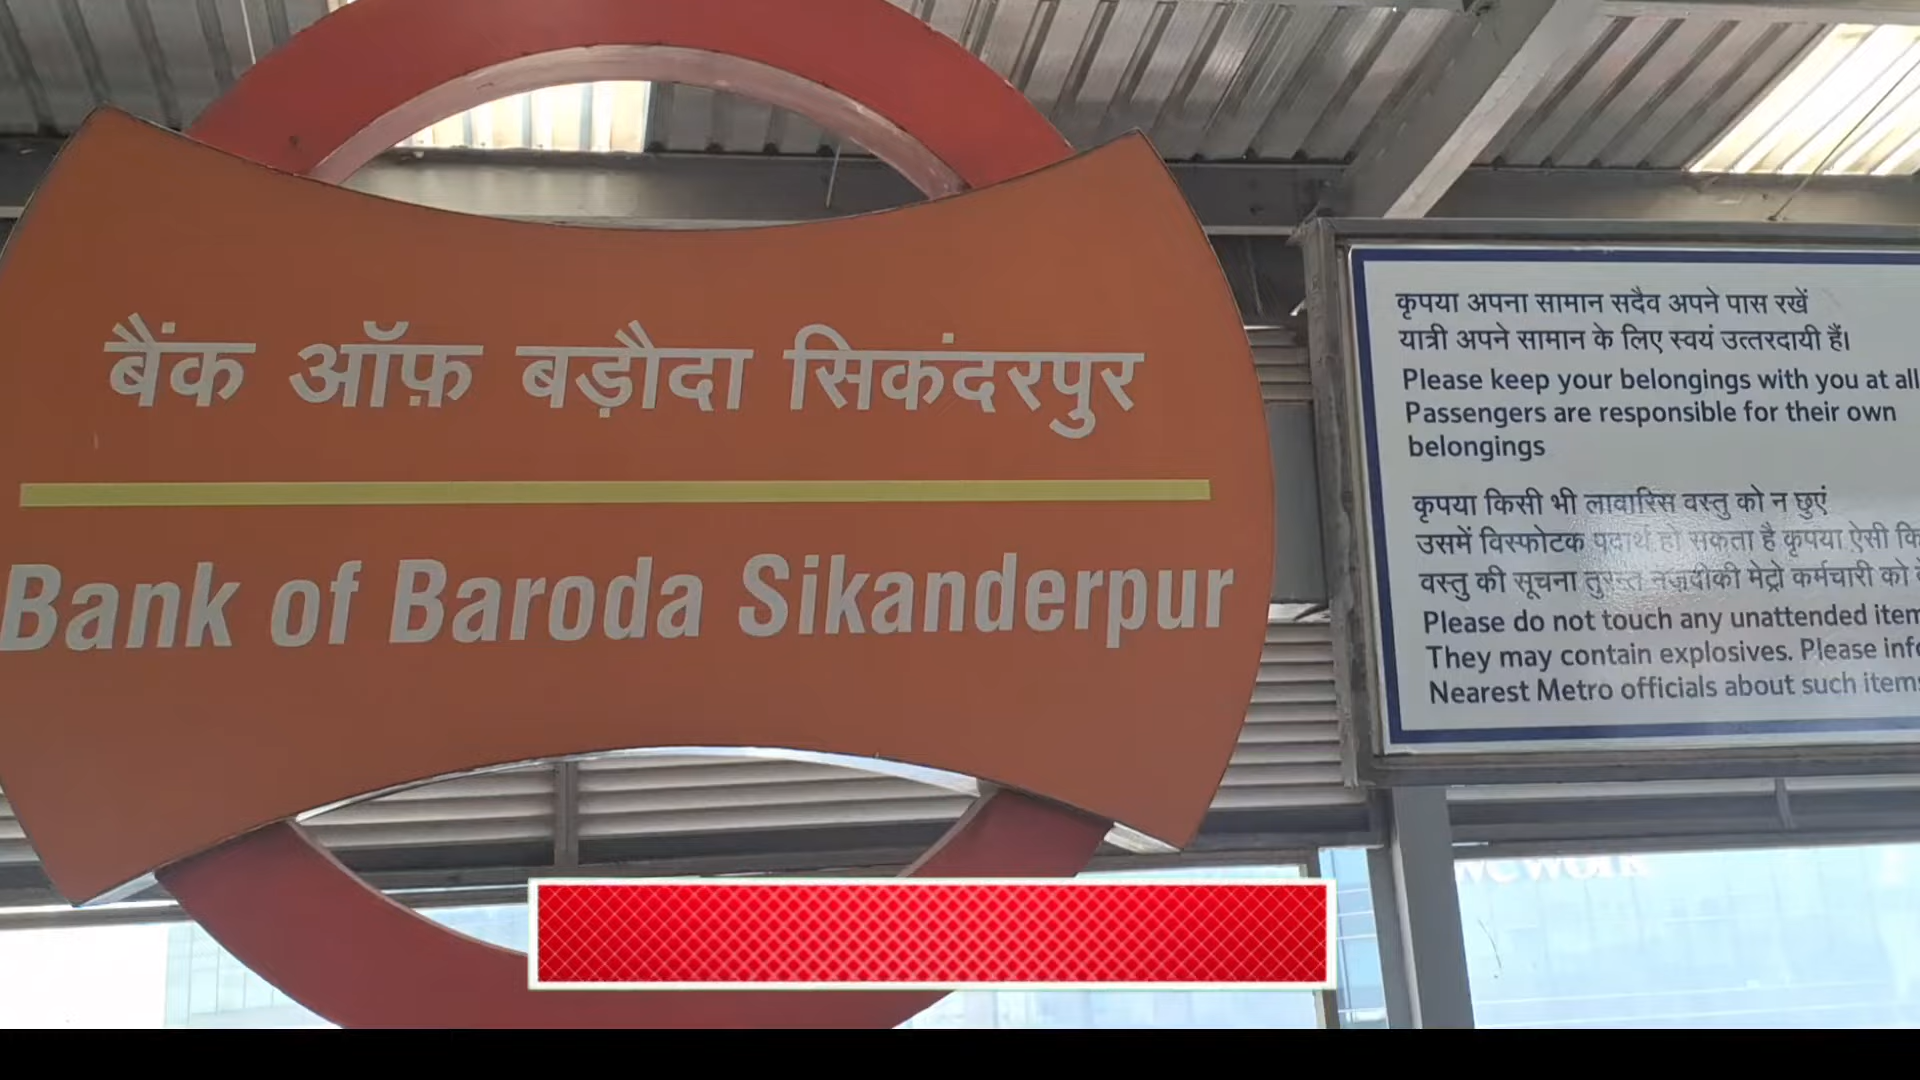 बैंक ऑफ़ बड़ौदा सिकंदरपुर
Bank of Baroda Sikanderpur
कृपया अपना सामान सदैव अपने पास रखें
यात्री अपने सामान के लिए स्वयं उत्तरदायी हैं।
Please keep your belongings with you at all
Passengers are responsible for their own
belongings
कृपया किसी भी लावारिस वस्तु को न छुएं
उसमें विस्फोटक पदार्थ हो सकता है कृपया ऐसी
वस्तु की सूचना तुरन्त नज़दीकी मेट्रो कर्मचारी को
Please do not touch any unattended item
They may contain explosives. Please
Nearest Metro officials about such items
wework